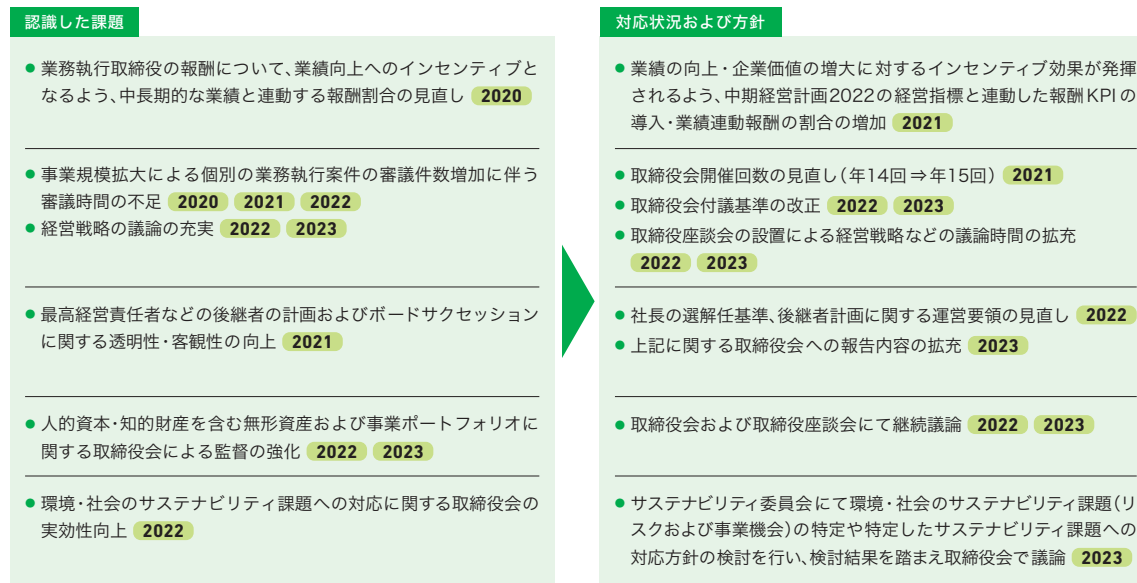 認識した課題
● 業務執行取締役の報酬について、業績向上へのインセンティブと
なるよう、中長期的な業績と連動する報酬割合の見直し 2020
● 事業規模拡大による個別の業務執行案件の審議件数増加に伴う
審議時間の不足 2020 2021 2022
● 経営戦略の議論の充実 2022 2023
● 最高経営責任者などの後継者の計画およびボードサクセッション
に関する透明性・客観性の向上 2021
● 人的資本・知的財産を含む無形資産および事業ポートフォリオに
関する取締役会による監督の強化 2022 2023
● 環境・社会のサステナビリティ課題への対応に関する取締役会の
実効性向上 2022
対応状況および方針
● 業績の向上・企業価値の増大に対するインセンティブ効果が発揮
されるよう、中期経営計画2022の経営指標と連動した報酬KPIの
導入・業績連動報酬の割合の増加 2021
● 取締役会開催回数の見直し(年14回⇒年15回) 2021
● 取締役会付議基準の改正 2022 2023
● 取締役座談会の設置による経営戦略などの議論時間の拡充
2022 2023
● 社長の選解任基準、後継者計画に関する運営要領の見直し 2022
● 上記に関する取締役会への報告内容の拡充 2023
● 取締役会および取締役座談会にて継続議論 2022 2023
● サステナビリティ委員会にて環境・社会のサステナビリティ課題(リ
スクおよび事業機会)の特定や特定したサステナビリティ課題への
対応方針の検討を行い、検討結果を踏まえ取締役会で議論 2023